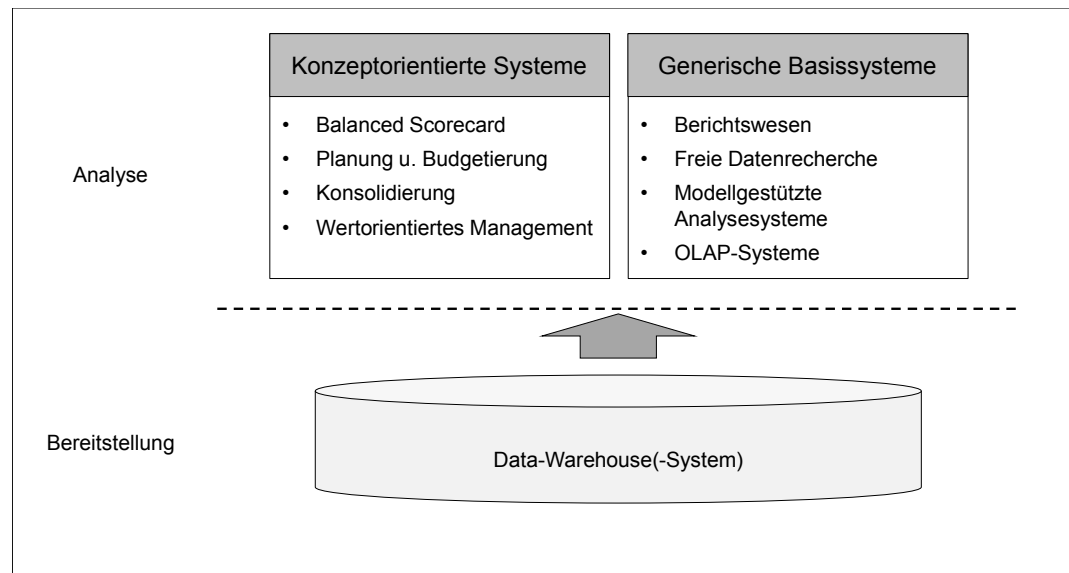 Konzeptorientierte Systeme
• Balanced Scorecard
• Planung u. Budgetierung
• Konsolidierung
• Wertorientiertes Management
Generische Basissysteme
• Berichtswesen
• Freie Datenrecherche
• Modellgestützte
Analysesysteme
• OLAP-Systeme
Analyse
Bereitstellung
Data-Warehouse(-System)